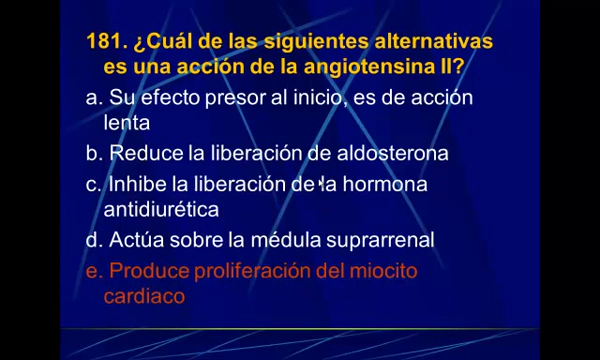 181. ¿Cuál de las siguientes alternativas
es una acción de la angiotensina II?
a. Su efecto presor al inicio, es de acción
lenta
b. Reduce la liberación de aldosterona
c. Inhibe la liberación de la hormona
antidiurética
d. Actúa sobre la médula suprarrenal
e. Produce proliferación del miocito
cardiaco